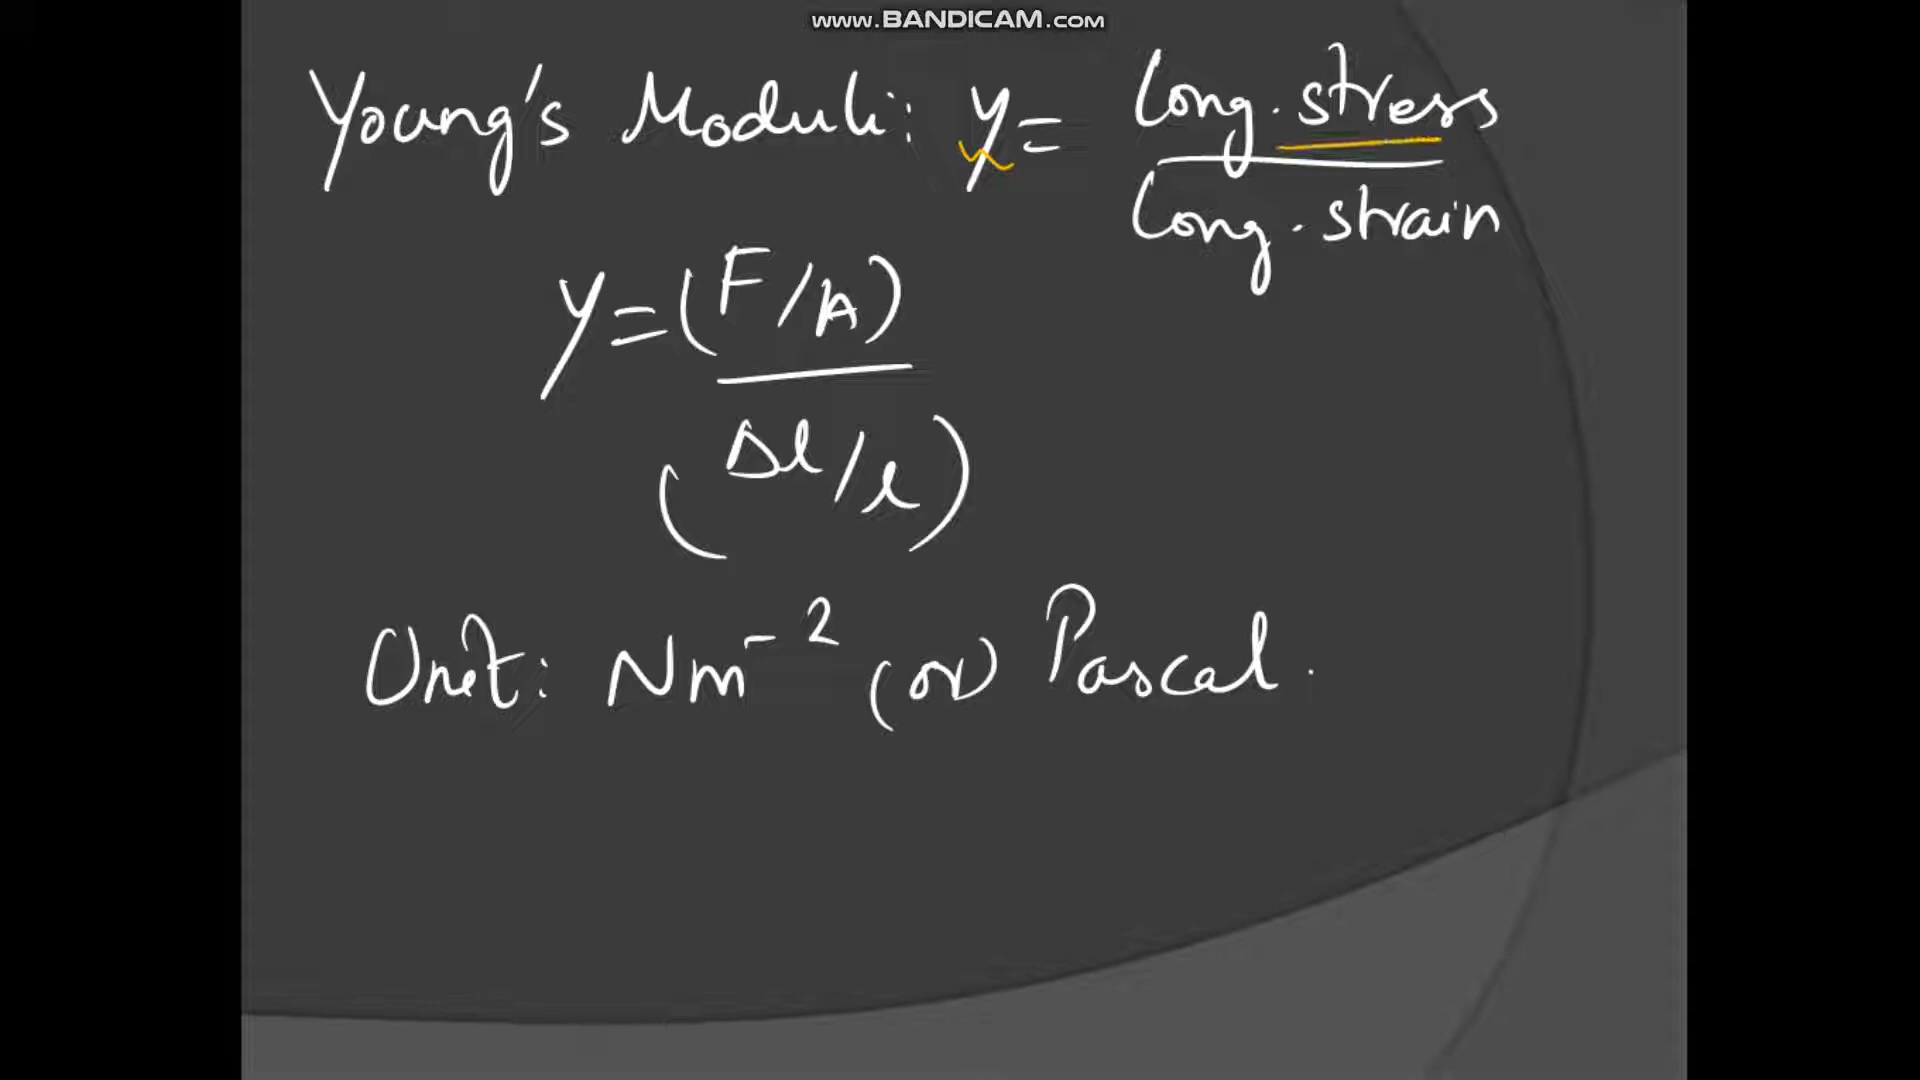 www.BANDICAM.com
Young's Moduli: y = Long. stress / Long. strain
y = (F/A) / (Δl/l)
Unit: Nm⁻² (or) Pascal.